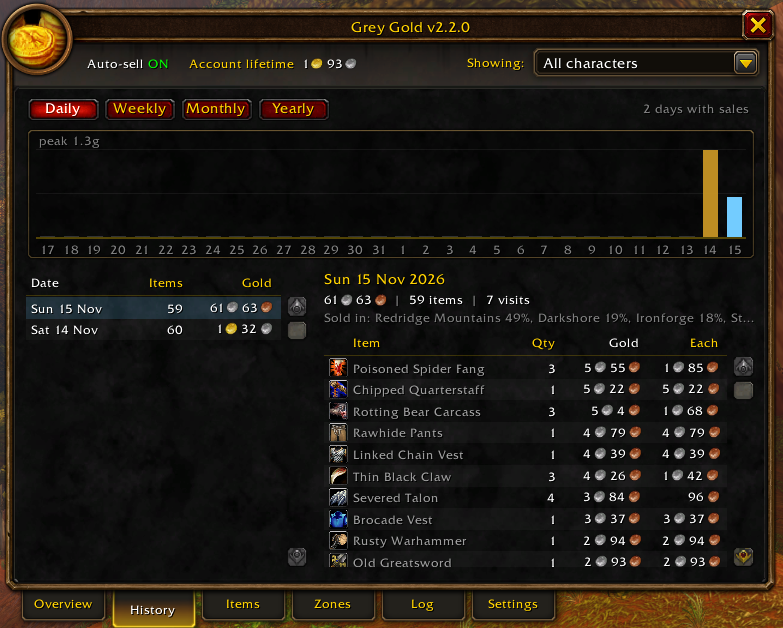 Grey Gold v2.2.0
Auto-sell ON Account lifetime 1 93 Showing: All characters
Daily Weekly Monthly Yearly 2 days with sales
peak 1.3g
17 18 19 20 21 22 23 24 25 26 27 28 29 30 31 1 2 3 4 5 6 7 8 9 10 11 12 13 14 15
Date Items Gold
Sun 15 Nov 59 61 63
Sat 14 Nov 60 1 32
Sun 15 Nov 2026
61 63 | 59 items | 7 visits
Sold in: Redridge Mountains 49%, Darkshore 19%, Ironforge 18%, St...
Item Qty Gold Each
Poisoned Spider Fang 3 5 55 1 85
Chipped Quarterstaff 1 5 22 5 22
Rotting Bear Carcass 3 5 4 1 68
Rawhide Pants 1 4 79 4 79
Linked Chain Vest 1 4 39 4 39
Thin Black Claw 3 4 26 1 42
Severed Talon 4 3 84 96
Brocade Vest 1 3 37 3 37
Rusty Warhammer 1 2 94 2 94
Old Greatsword 1 2 93 2 93
Overview History Items Zones Log Settings